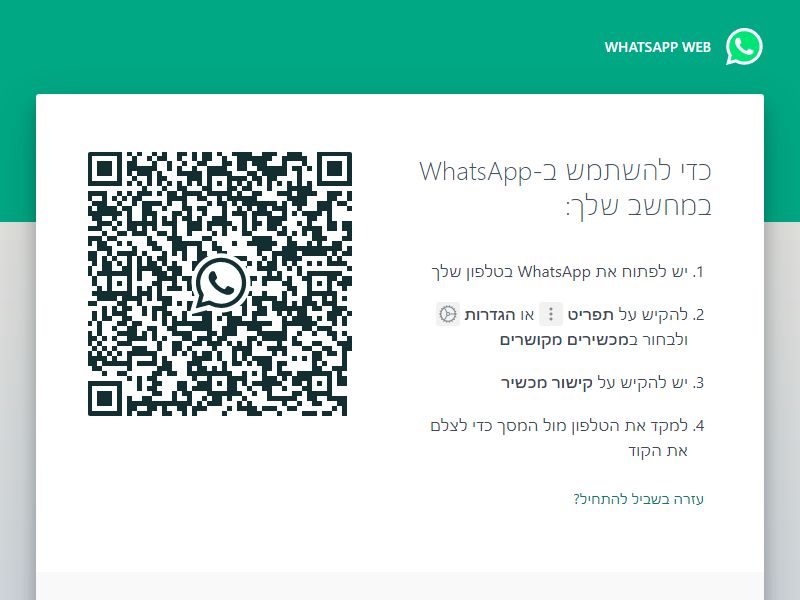 WHATSAPP WEB
כדי להשתמש ב-WhatsApp
במחשב שלך:
1. יש לפתוח את WhatsApp בטלפון שלך
2. להקיש על תפריט או הגדרות
ולבחור במכשירים מקושרים
3. יש להקיש על קישור מכשיר
4. למקד את הטלפון מול המסך כדי לצלם
את הקוד
עזרה בשביל להתחיל?